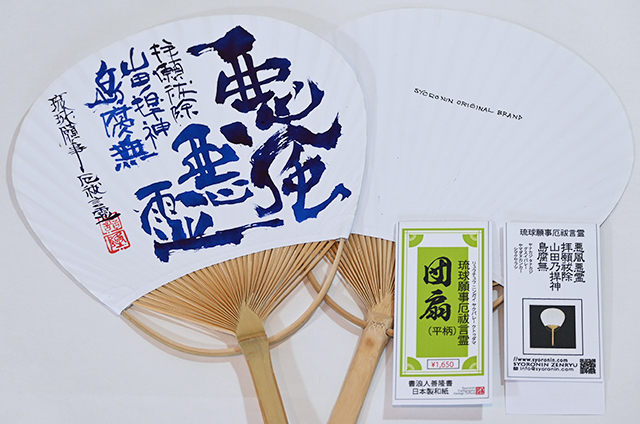 悪風
悪霊
拝願祓除
山田乃提神
島腐無
琉球願事厄祓言霊
SYORONIN ORIGINAL BRAND
琉球願事厄祓言霊
団扇
(平柄)
¥1,650
書浪人善隆書
日本製和紙
琉球願事厄祓言霊
悪風悪霊
拝願祓除
山田乃提神
島腐無
//www.syoronin.com
SYORONIN ZENRYU
info@syoronin.com